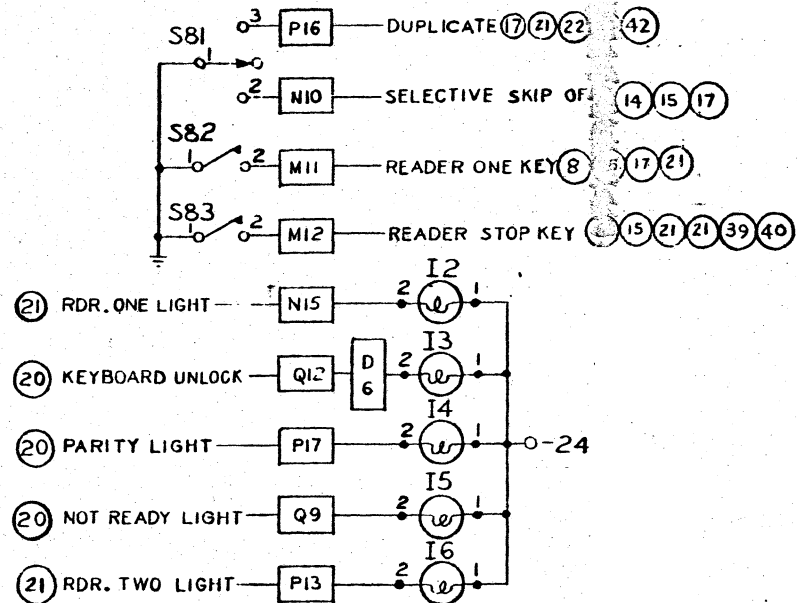 3 P16 DUPLICATE 17 21 22 42
S81
1
2 N10 SELECTIVE SKIP OF 14 15 17
S82
1 2 M11 READER ONE KEY 8 17 21
S83
1 2 M12 READER STOP KEY 15 21 21 39 40
I2
21 RDR. ONE LIGHT N15 2 1
I3
20 KEYBOARD UNLOCK Q12 D 6 2 1
I4
20 PARITY LIGHT P17 2 1 -24
I5
20 NOT READY LIGHT Q9 2 1
I6
21 RDR. TWO LIGHT P13 2 1